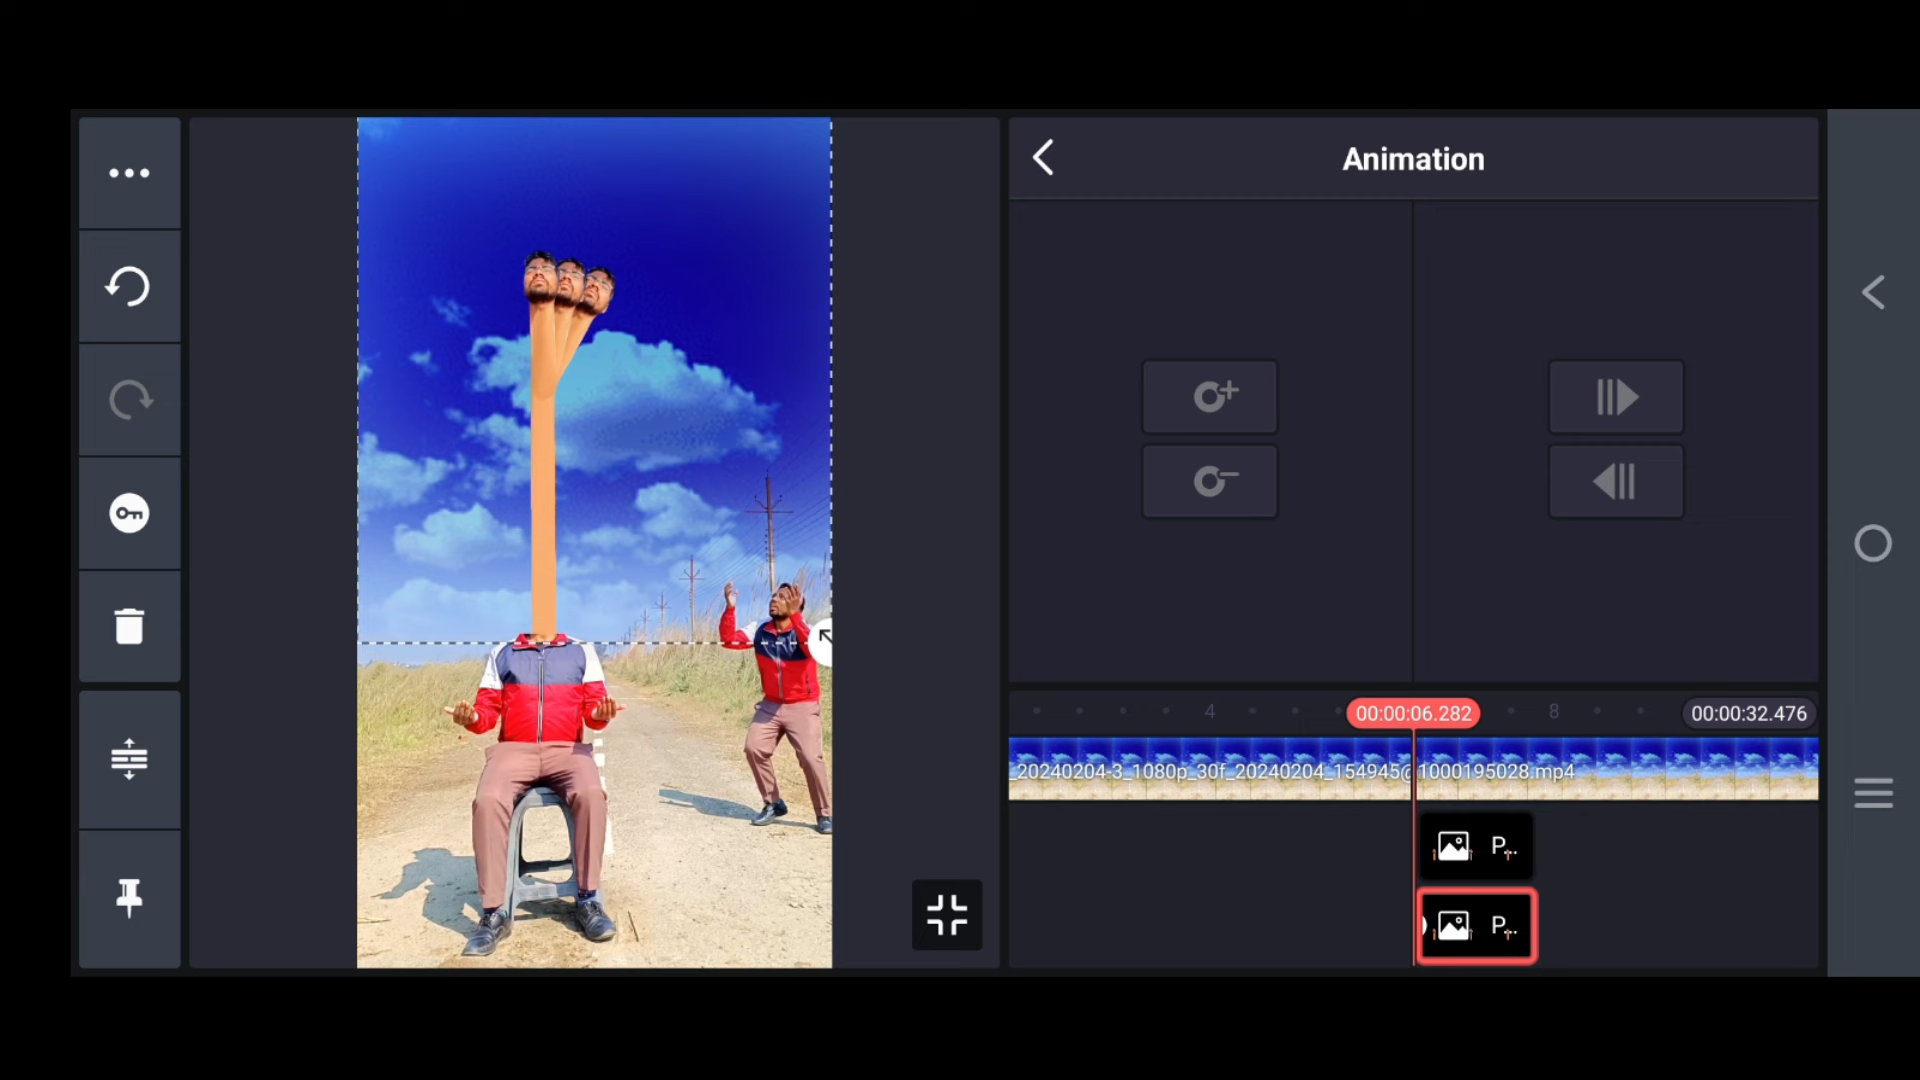 Animation
4
00:00:06.282
8
00:00:32.476
20240204-3_1080p_30f_20240204_154945@1000195028.mp4
P...
P...